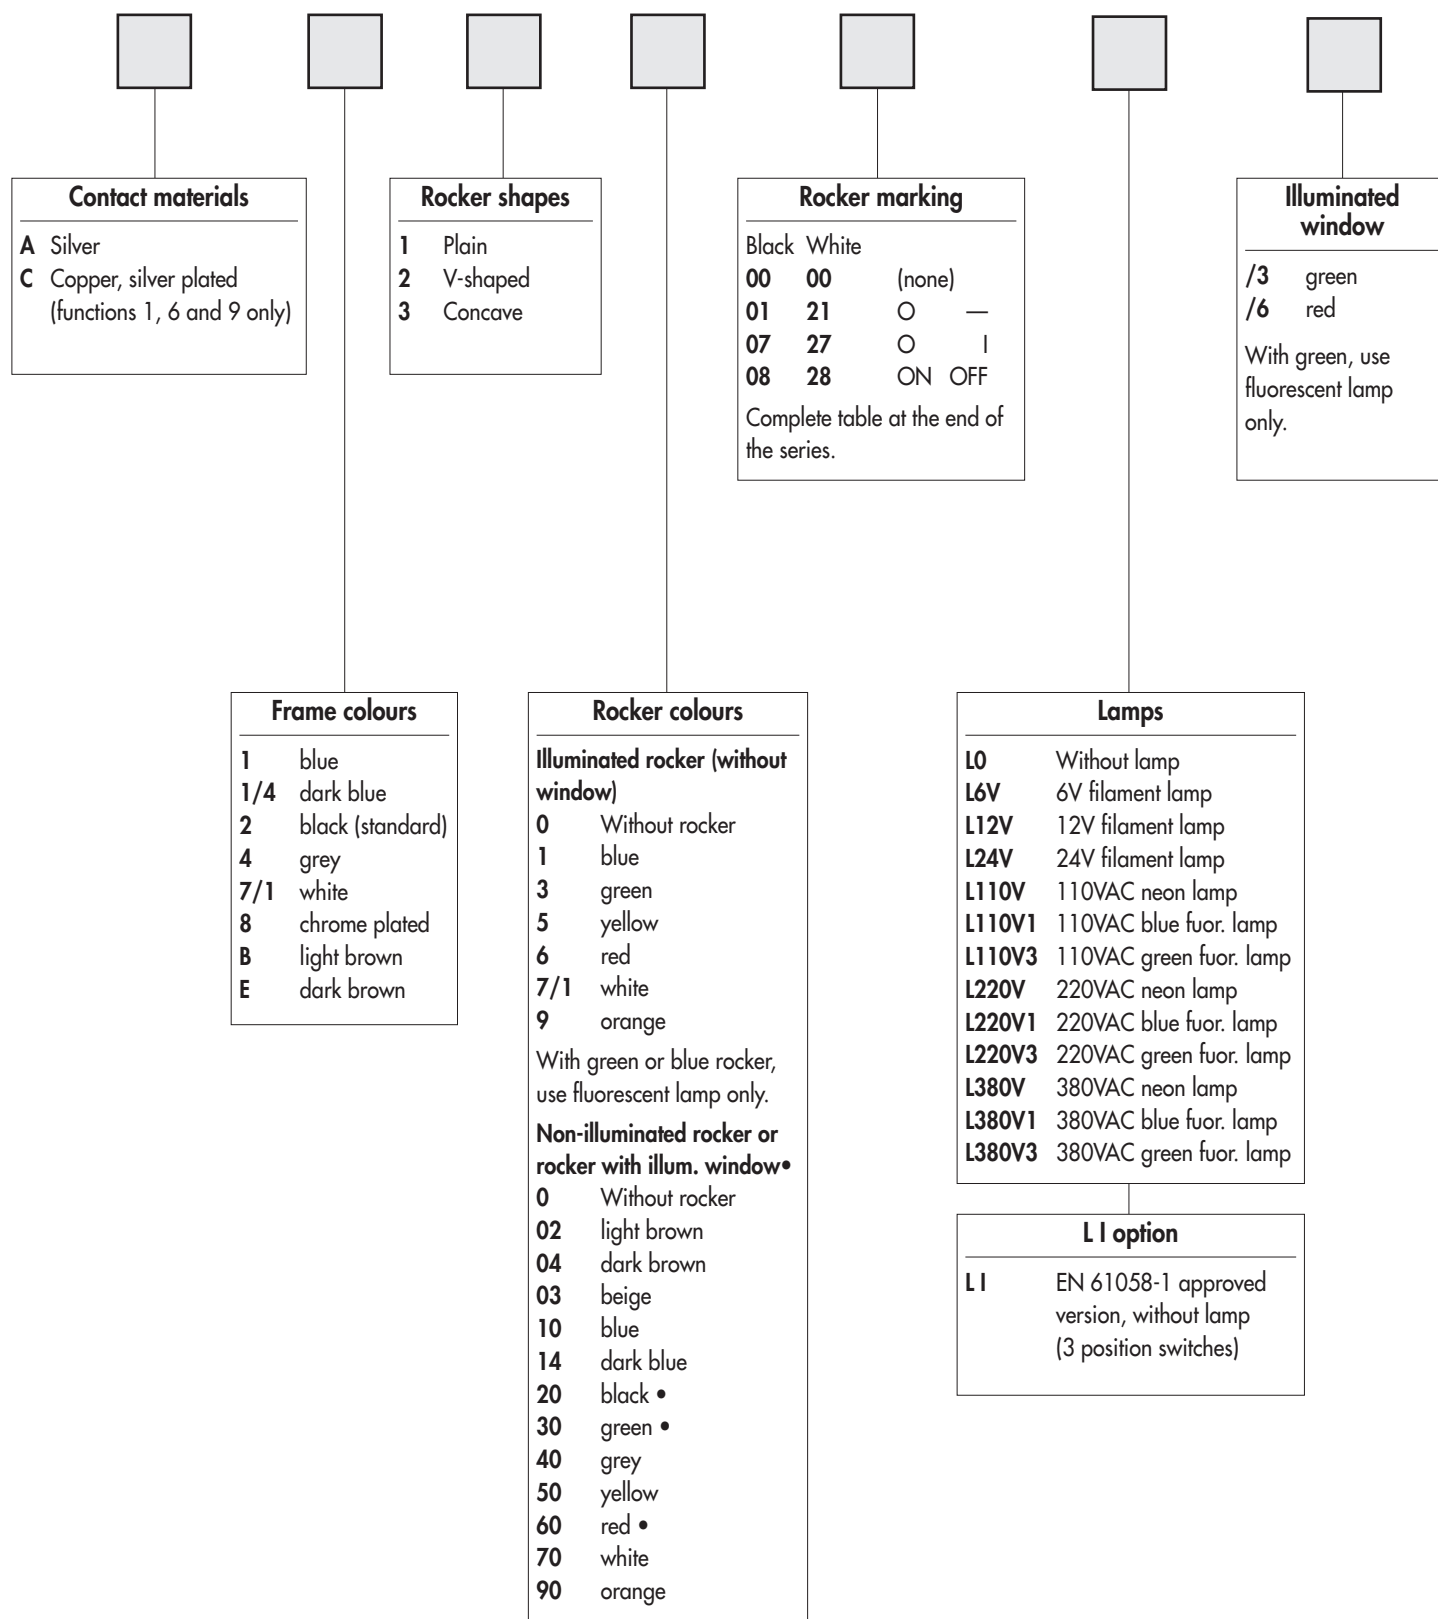 Contact materials
A Silver
C Copper, silver plated
(functions 1, 6 and 9 only)
Rocker shapes
1 Plain
2 V-shaped
3 Concave
Rocker marking
Black White
00 00 (none)
01 21 O —
07 27 O I
08 28 ON OFF
Complete table at the end of
the series.
Illuminated
window
/3 green
/6 red
With green, use
fluorescent lamp
only.
Frame colours
1 blue
1/4 dark blue
2 black (standard)
4 grey
7/1 white
8 chrome plated
B light brown
E dark brown
Rocker colours
Illuminated rocker (without
window)
0 Without rocker
1 blue
3 green
5 yellow
6 red
7/1 white
9 orange
With green or blue rocker,
use fluorescent lamp only.
Non-illuminated rocker or
rocker with illum. window•
0 Without rocker
02 light brown
04 dark brown
03 beige
10 blue
14 dark blue
20 black •
30 green •
40 grey
50 yellow
60 red •
70 white
90 orange
Lamps
L0 Without lamp
L6V 6V filament lamp
L12V 12V filament lamp
L24V 24V filament lamp
L110V 110VAC neon lamp
L110V1 110VAC blue fuor. lamp
L110V3 110VAC green fuor. lamp
L220V 220VAC neon lamp
L220V1 220VAC blue fuor. lamp
L220V3 220VAC green fuor. lamp
L380V 380VAC neon lamp
L380V1 380VAC blue fuor. lamp
L380V3 380VAC green fuor. lamp
L I option
L I EN 61058-1 approved
version, without lamp
(3 position switches)